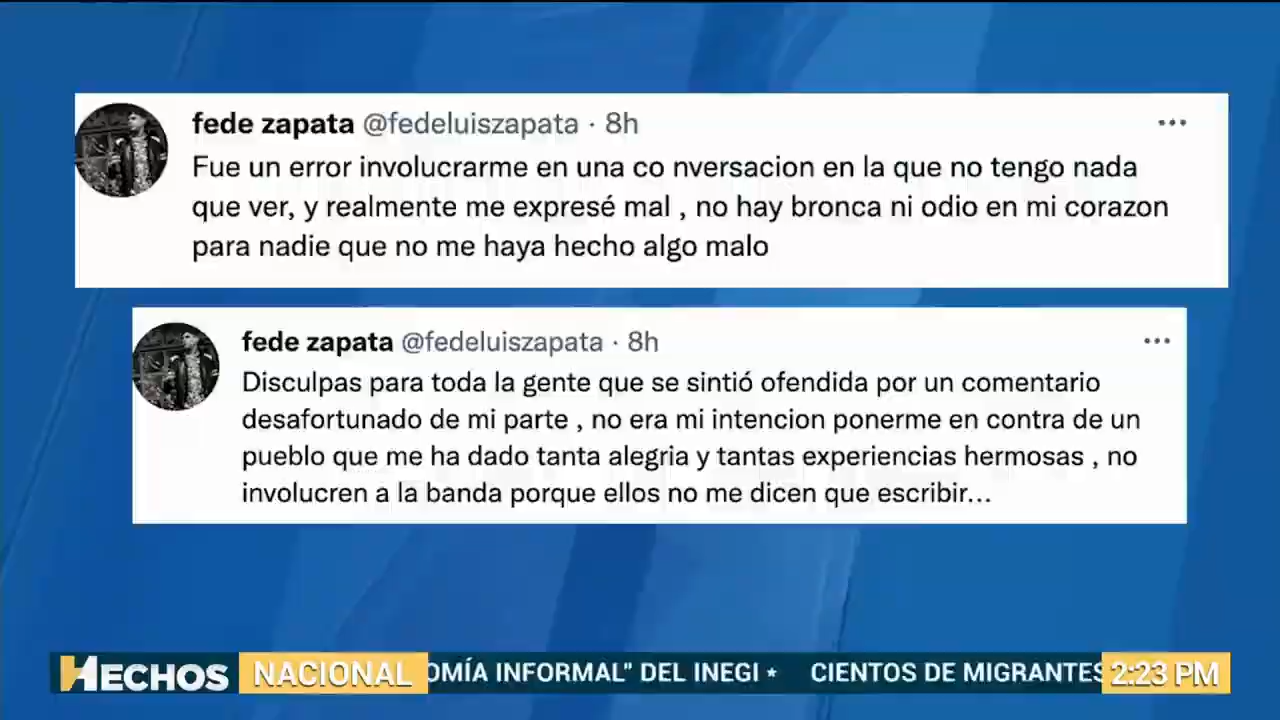 fede zapata @fedeluiszapata · 8h
Fue un error involucrarme en una co nversacion en la que no tengo nada
que ver, y realmente me expresé mal , no hay bronca ni odio en mi corazon
para nadie que no me haya hecho algo malo
fede zapata @fedeluiszapata · 8h
Disculpas para toda la gente que se sintió ofendida por un comentario
desafortunado de mi parte , no era mi intencion ponerme en contra de un
pueblo que me ha dado tanta alegria y tantas experiencias hermosas , no
involucren a la banda porque ellos no me dicen que escribir...
HECHOS NACIONAL OMÍA INFORMAL" DEL INEGI ★ CIENTOS DE MIGRANTES 2:23 PM